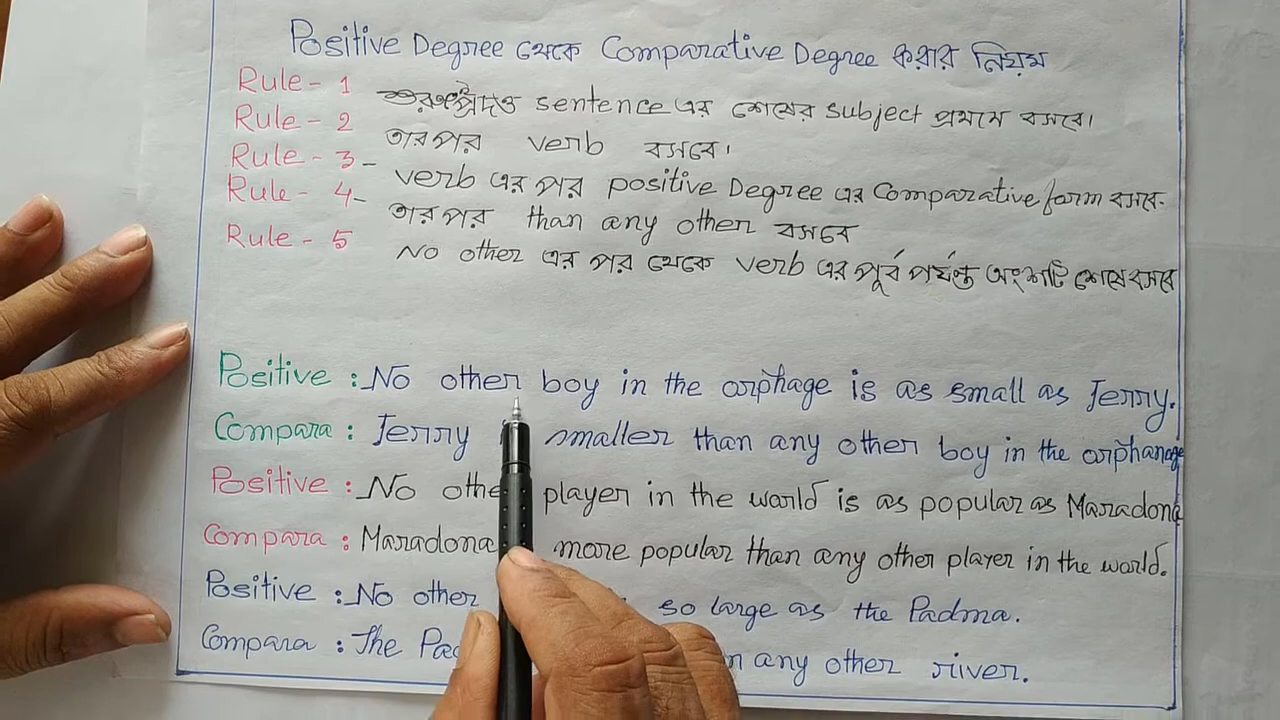 Positive Degree থেকে Comparative Degree করার নিয়ম
Rule - 1 প্রদত্ত sentence এর শেষের subject প্রথমে বসবে।
Rule - 2 তারপর verb বসবে।
Rule - 3 - verb এর পর positive Degree এর Comparative form বসবে-
Rule - 4 - তারপর than any other বসবে
Rule - 5 No other এর পর থেকে verb এর পূর্ব পর্যন্ত অংশটি শেষে বসবে
Positive : No other boy in the orphage is as small as Jerry.
Compara : Jerry smaller than any other boy in the orphanage
Positive : No othe player in the world is as popular as Maradona
Compara : Maradona more popular than any other player in the world.
Positive : No other so large as the Padma.
Compara : The Pad any other river.